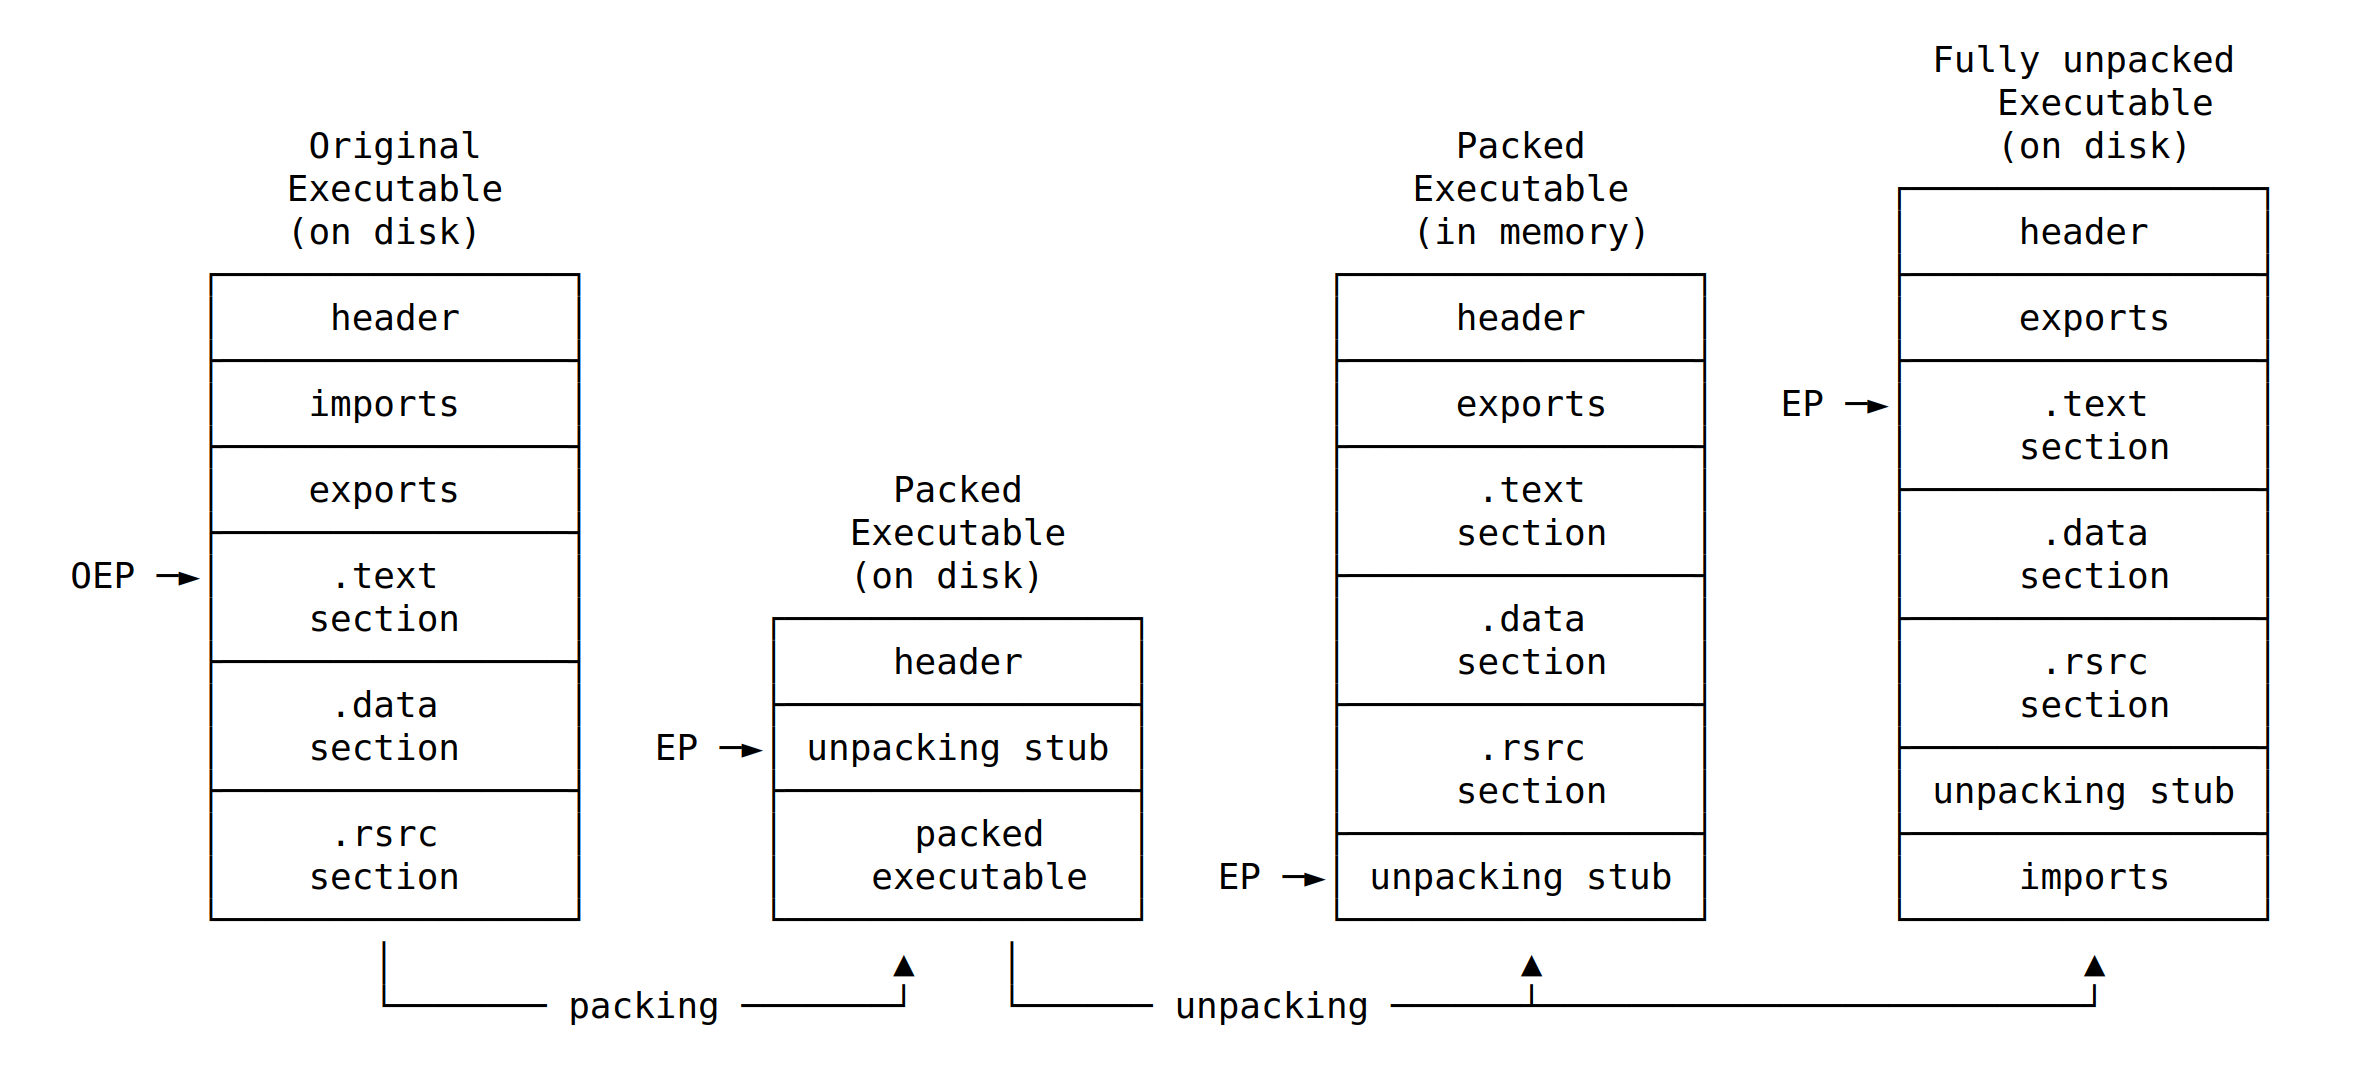 Original
Executable
(on disk)
header
imports
exports
OEP
.text
section
.data
section
.rsrc
section
packing
Packed
Executable
(on disk)
header
EP
unpacking stub
packed
executable
unpacking
Packed
Executable
(in memory)
header
exports
.text
section
.data
section
.rsrc
section
EP
unpacking stub
Fully unpacked
Executable
(on disk)
header
exports
EP
.text
section
.data
section
.rsrc
section
unpacking stub
imports